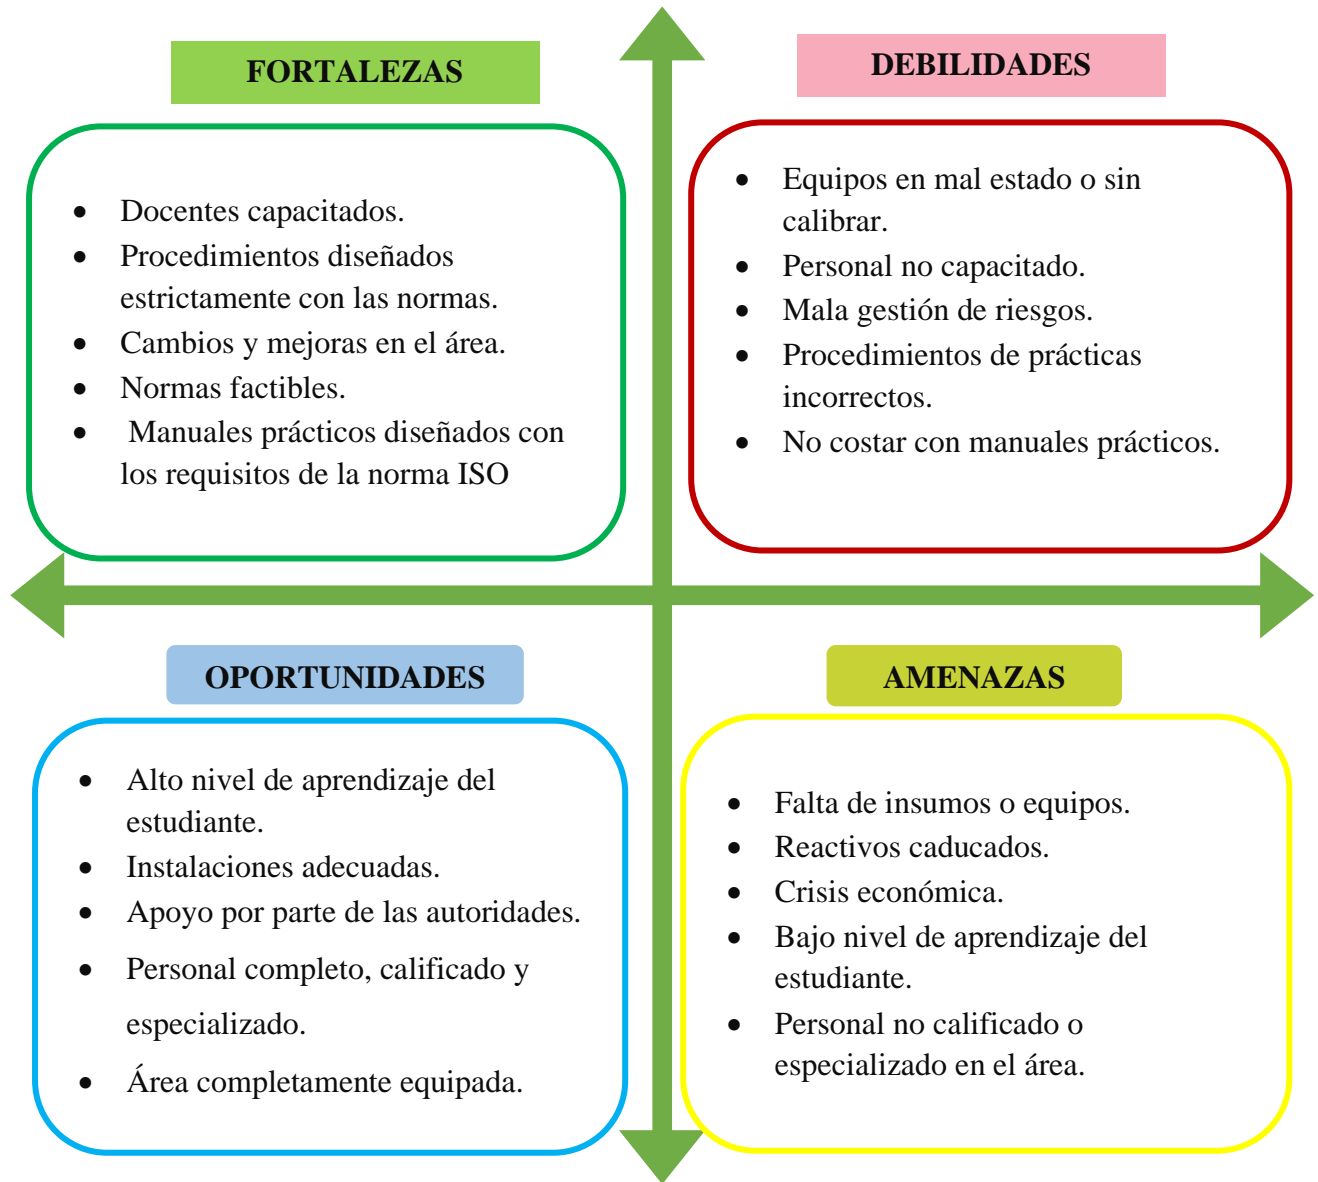 FORTALEZAS
• Docentes capacitados.
• Procedimientos diseñados
estrictamente con las normas.
• Cambios y mejoras en el área.
• Normas factibles.
• Manuales prácticos diseñados con
los requisitos de la norma ISO
DEBILIDADES
• Equipos en mal estado o sin
calibrar.
• Personal no capacitado.
• Mala gestión de riesgos.
• Procedimientos de prácticas
incorrectos.
• No costar con manuales prácticos.
OPORTUNIDADES
• Alto nivel de aprendizaje del
estudiante.
• Instalaciones adecuadas.
• Apoyo por parte de las autoridades.
• Personal completo, calificado y
especializado.
• Área completamente equipada.
AMENAZAS
• Falta de insumos o equipos.
• Reactivos caducados.
• Crisis económica.
• Bajo nivel de aprendizaje del
estudiante.
• Personal no calificado o
especializado en el área.